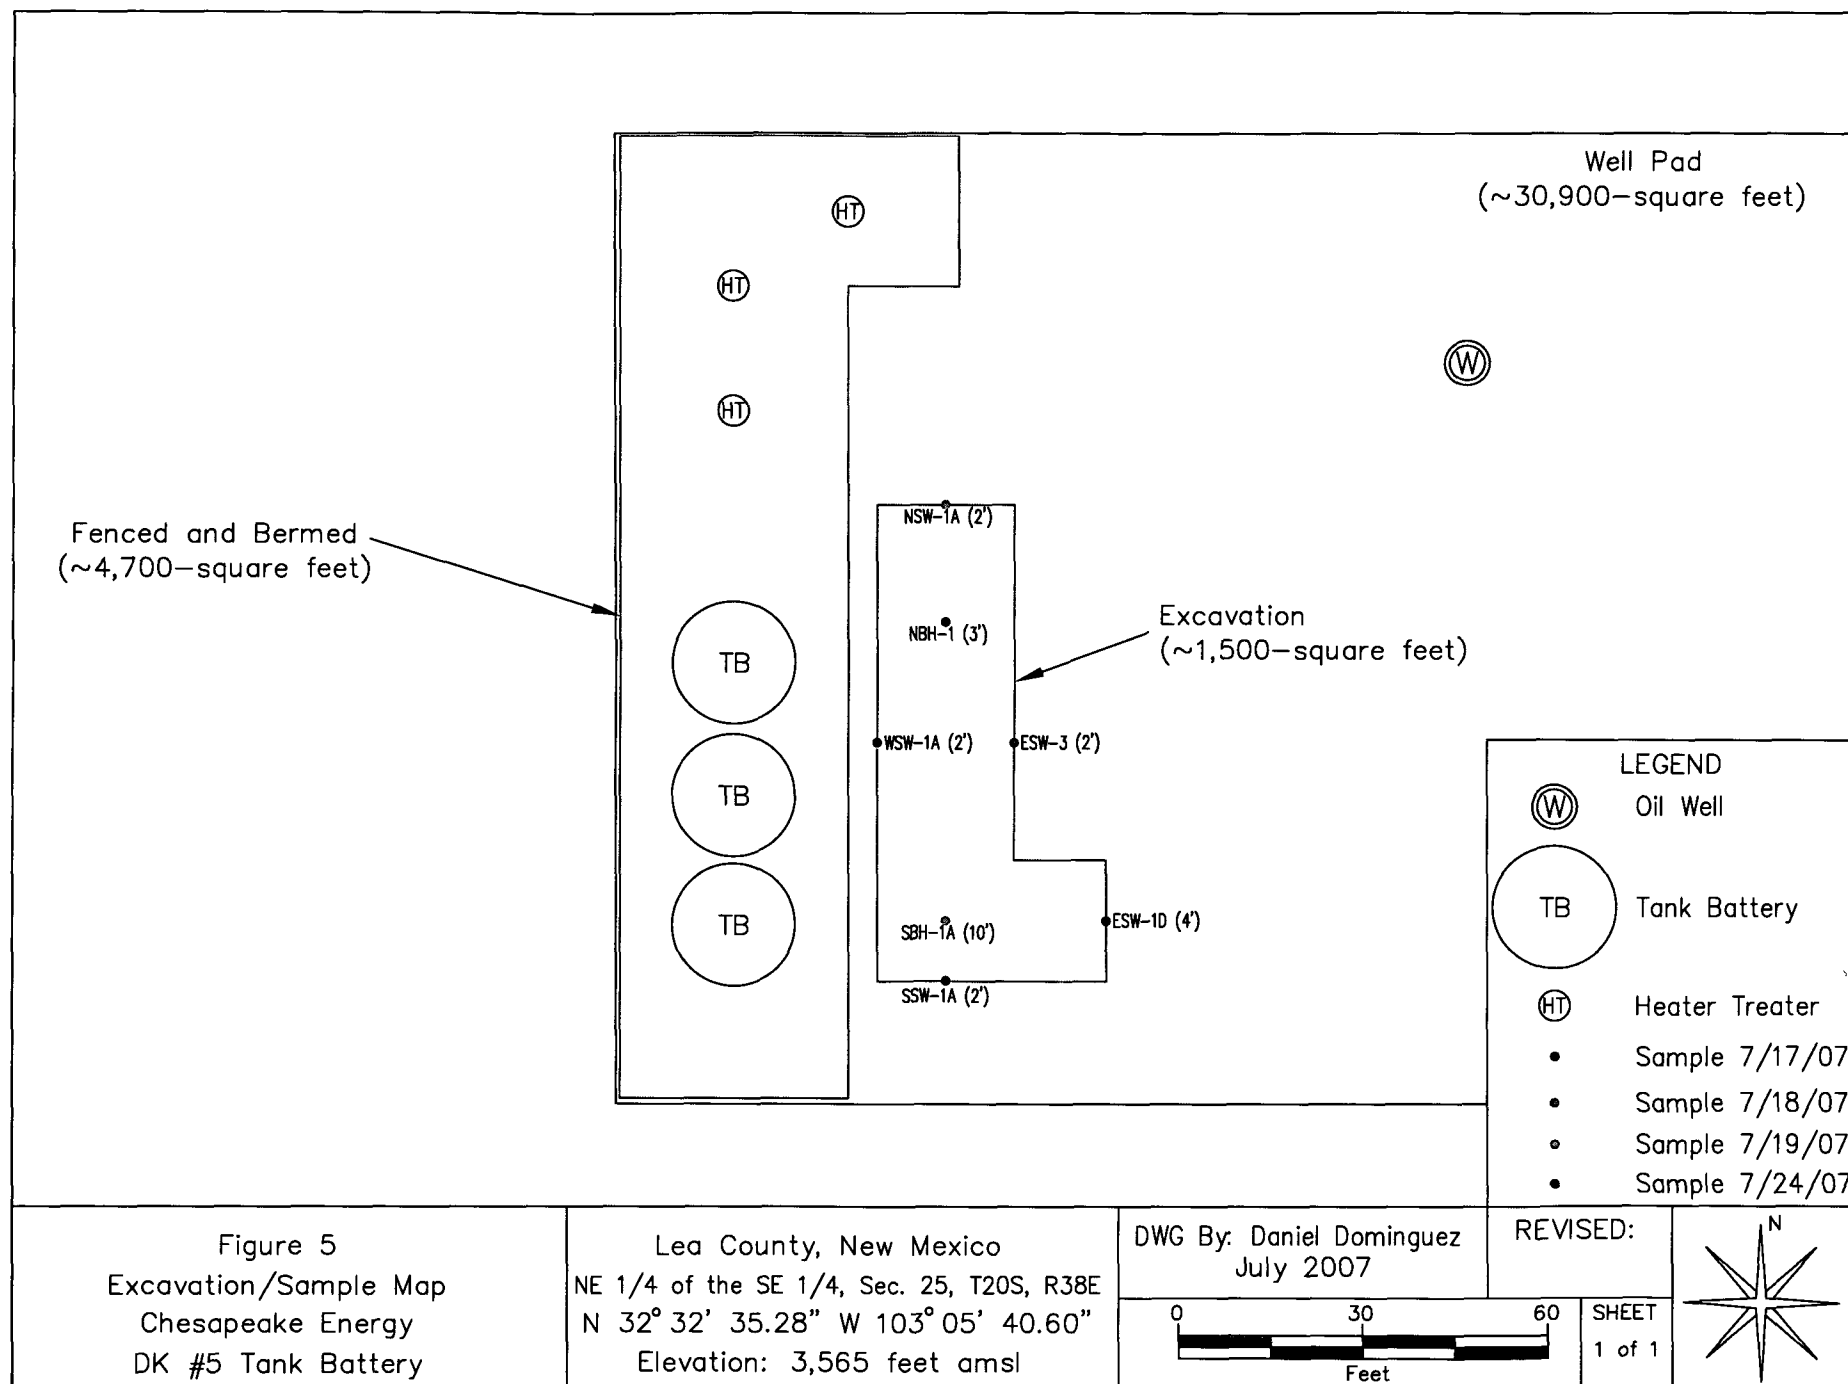 Well Pad
(~30,900-square feet)
HT
HT
W
HT
NSW-1A (2')
Fenced and Bermed
(~4,700-square feet)
Excavation
(~1,500-square feet)
NBH-1 (3')
TB
WSW-1A (2')
ESW-3 (2')
TB
TB
SBH-1A (10')
ESW-1D (4')
SSW-1A (2')
LEGEND
W Oil Well
TB Tank Battery
HT Heater Treater
Sample 7/17/07
Sample 7/18/07
Sample 7/19/07
Sample 7/24/07
Figure 5
Excavation/Sample Map
Chesapeake Energy
DK #5 Tank Battery
Lea County, New Mexico
NE 1/4 of the SE 1/4, Sec. 25, T20S, R38E
N 32° 32' 35.28" W 103° 05' 40.60"
Elevation: 3,565 feet amsl
DWG By: Daniel Dominguez
July 2007
REVISED:
0 30 60
Feet
SHEET
1 of 1
N